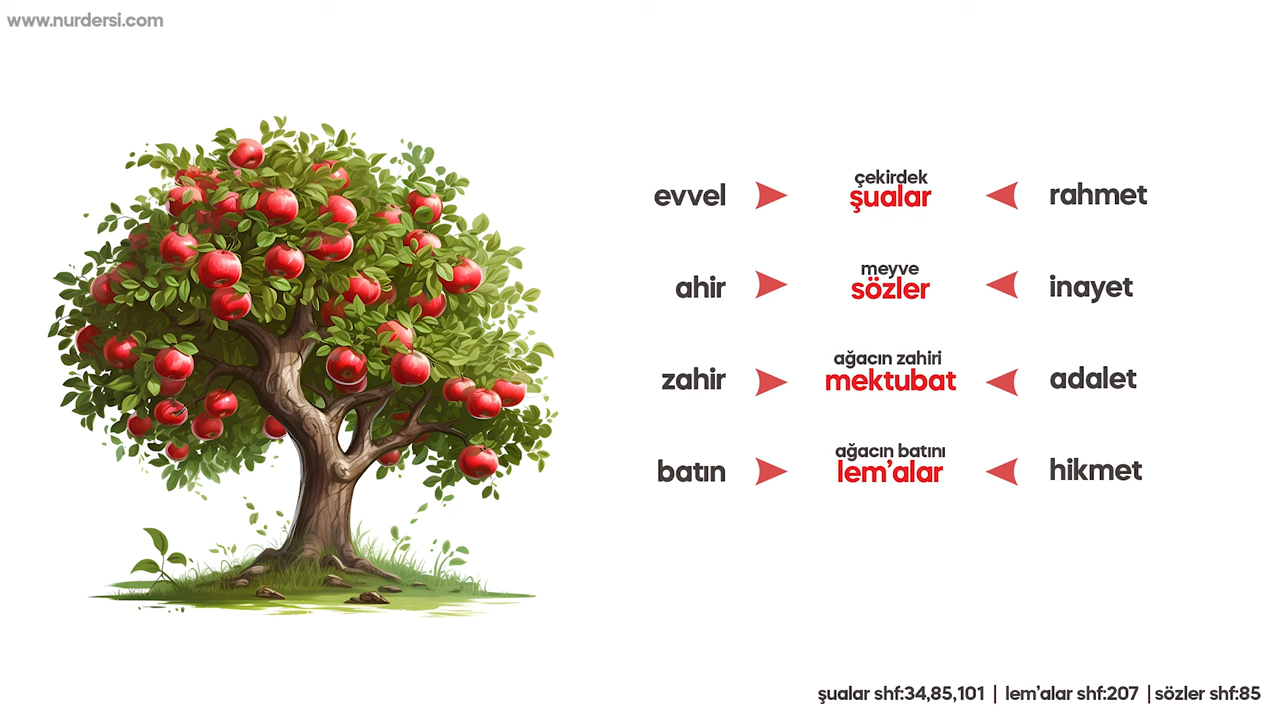 www.nurdersi.com
evvel çekirdek şualar rahmet
ahir meyve sözler inayet
zahir ağacın zahiri mektubat adalet
batın ağacın batını lem'alar hikmet
şualar shf:34,85,101 | lem'alar shf:207 | sözler shf:85